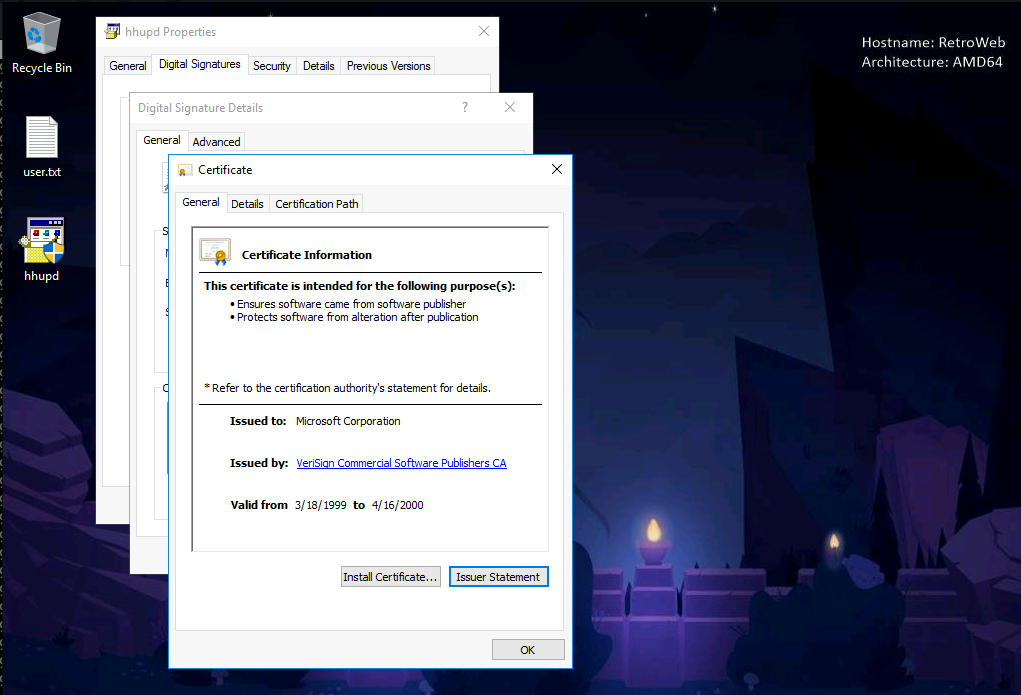 Recycle Bin
user.txt
hhupd
Hostname: RetroWeb
Architecture: AMD64
hhupd Properties
General Digital Signatures Security Details Previous Versions
Digital Signature Details ?
General Advanced
Certificate
General Details Certification Path
Certificate Information
This certificate is intended for the following purpose(s):
• Ensures software came from software publisher
• Protects software from alteration after publication
* Refer to the certification authority's statement for details.
Issued to: Microsoft Corporation
Issued by: VeriSign Commercial Software Publishers CA
Valid from 3/18/1999 to 4/16/2000
Install Certificate... Issuer Statement
OK